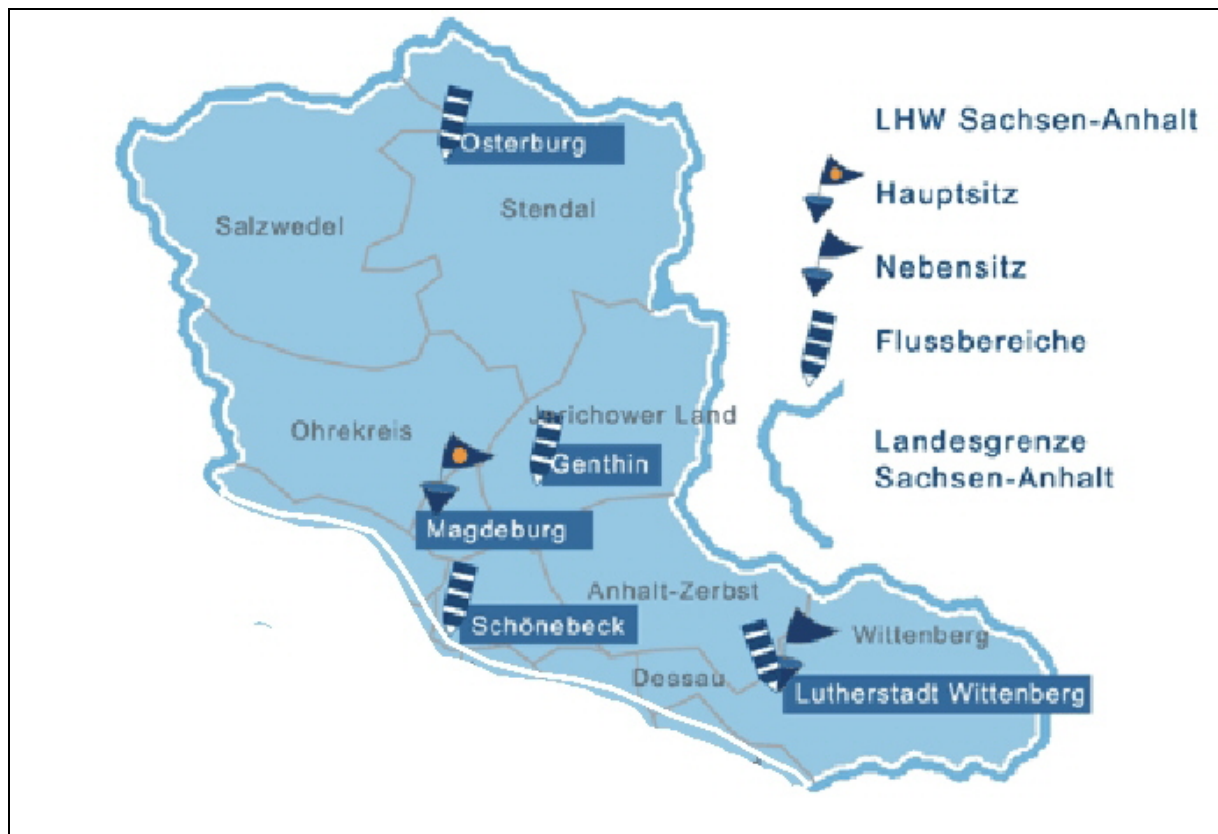 LHW Sachsen-Anhalt
Hauptsitz
Nebensitz
Flussbereiche
Landesgrenze
Sachsen-Anhalt
Osterburg
Stendal
Salzwedel
Jerichower Land
Ohrekreis
Genthin
Magdeburg
Anhalt-Zerbst
Schönebeck
Wittenberg
Dessau
Lutherstadt Wittenberg